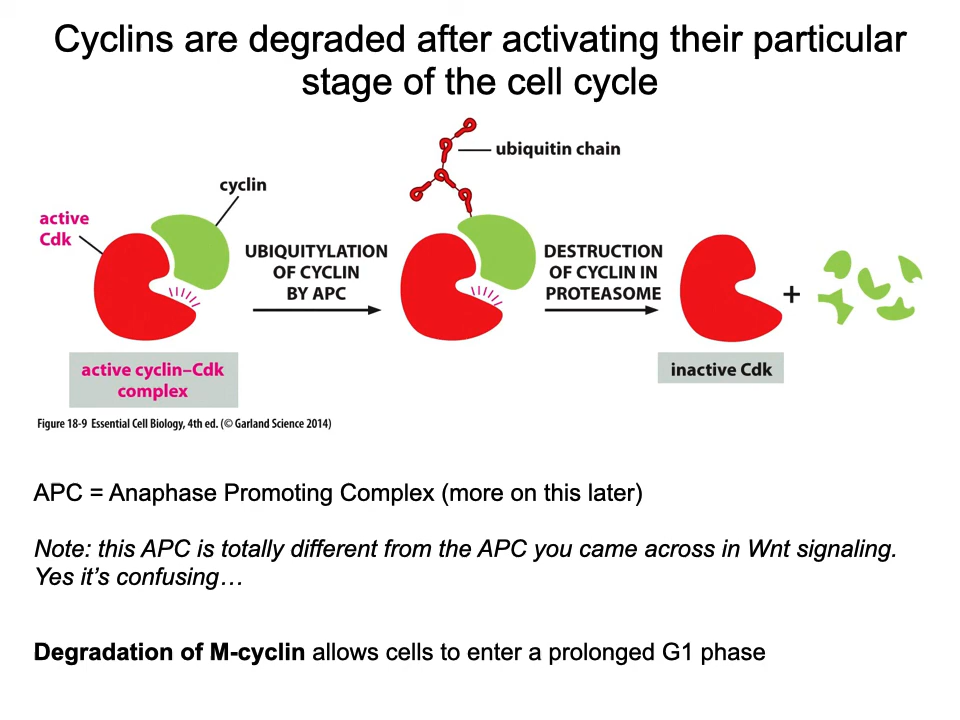 Cyclins are degraded after activating their particular
stage of the cell cycle
ubiquitin chain
cyclin
active
Cdk
UBIQUITYLATION
OF CYCLIN
BY APC
DESTRUCTION
OF CYCLIN IN
PROTEASOME
+
active cyclin–Cdk
complex
inactive Cdk
Figure 18-9 Essential Cell Biology, 4th ed. (© Garland Science 2014)
APC = Anaphase Promoting Complex (more on this later)
Note: this APC is totally different from the APC you came across in Wnt signaling.
Yes it’s confusing…
Degradation of M-cyclin allows cells to enter a prolonged G1 phase